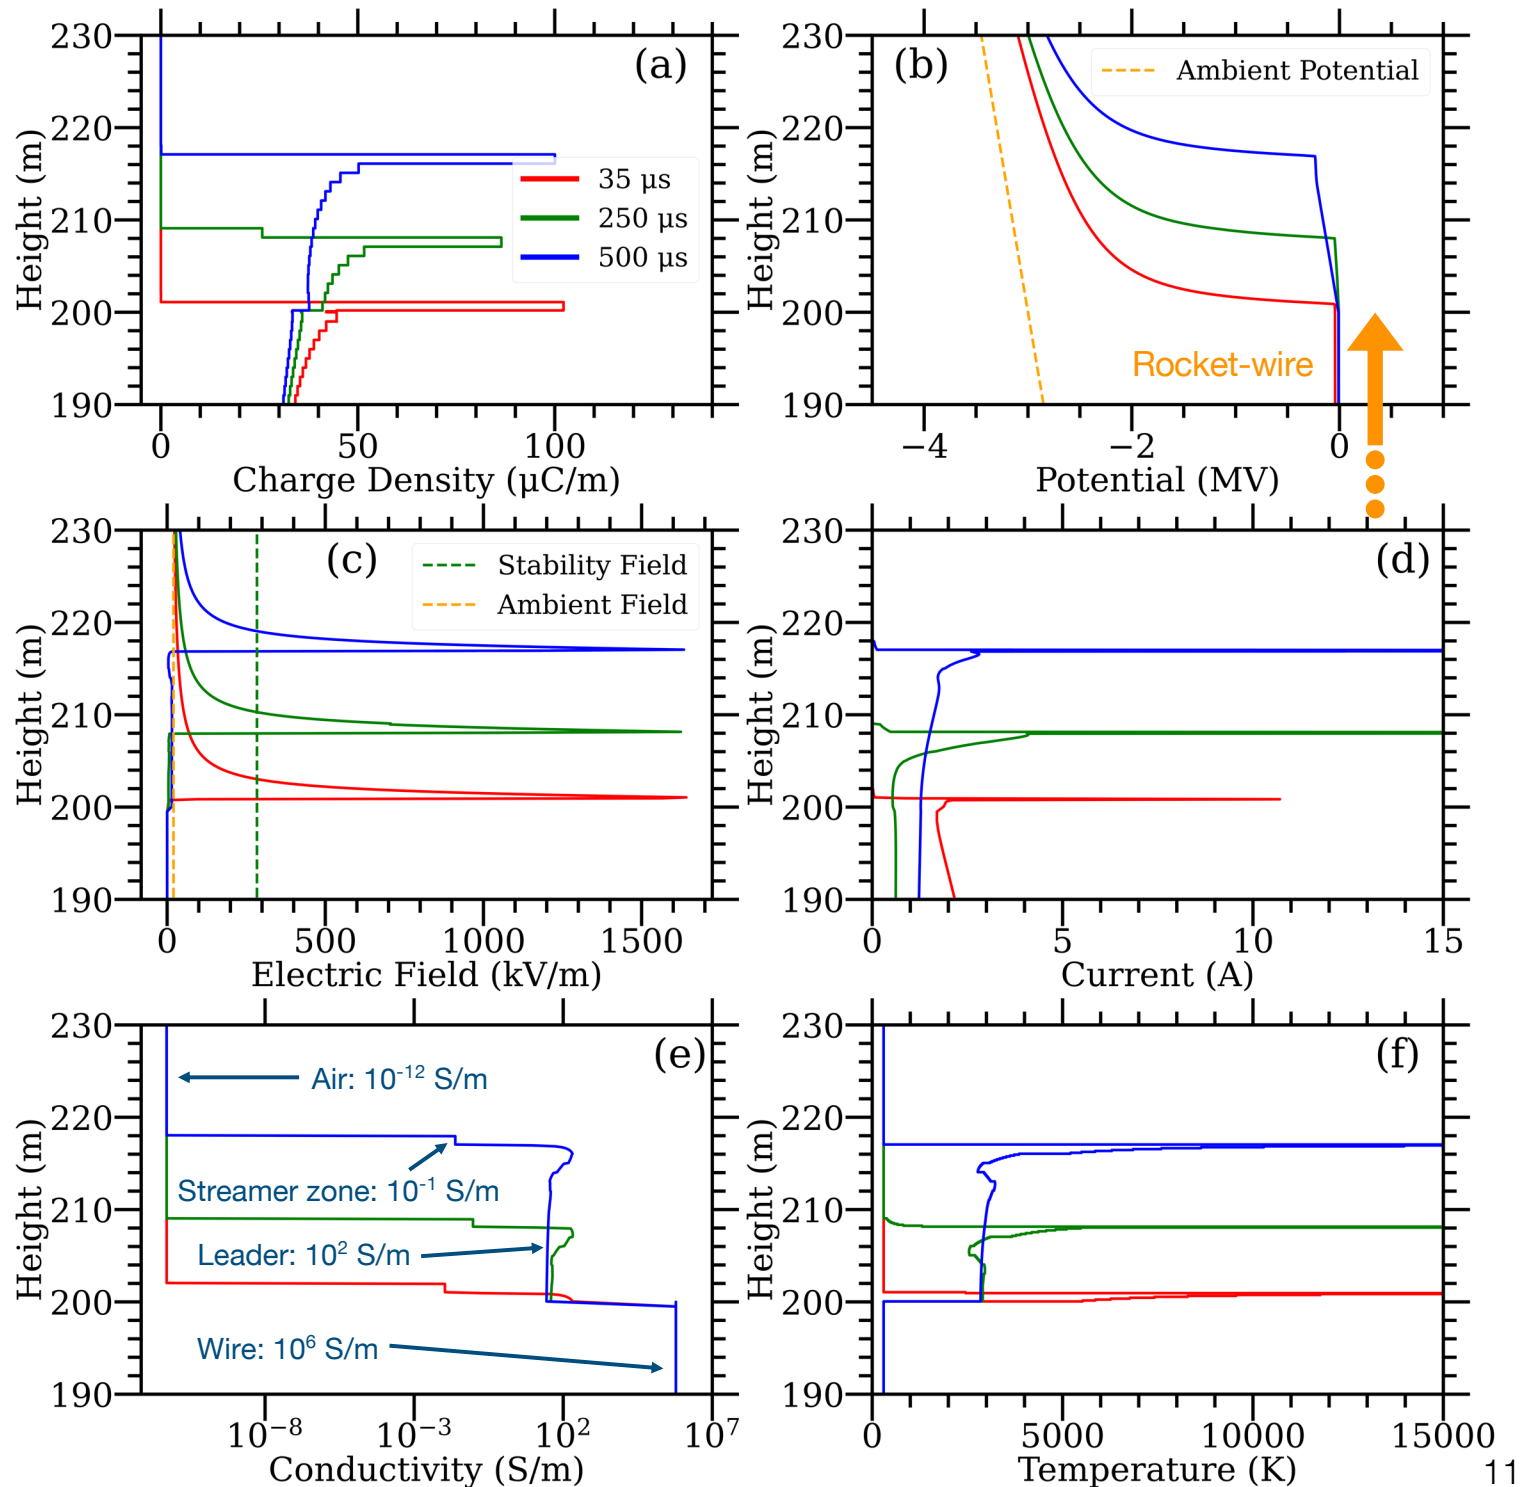 (a)
230
220
210
200
190
Height (m)
35 μs
250 μs
500 μs
0
50
100
Charge Density (μC/m)
(b)
Ambient Potential
230
220
210
200
190
Height (m)
Rocket-wire
−4
−2
0
Potential (MV)
(c)
Stability Field
Ambient Field
230
220
210
200
190
Height (m)
0
500
1000
1500
Electric Field (kV/m)
(d)
230
220
210
200
190
Height (m)
0
5
10
15
Current (A)
(e)
230
220
210
200
190
Height (m)
Air: 10⁻¹² S/m
Streamer zone: 10⁻¹ S/m
Leader: 10² S/m
Wire: 10⁶ S/m
10⁻⁸
10⁻³
10²
10⁷
Conductivity (S/m)
(f)
230
220
210
200
190
Height (m)
0
5000
10000
15000
Temperature (K)
11